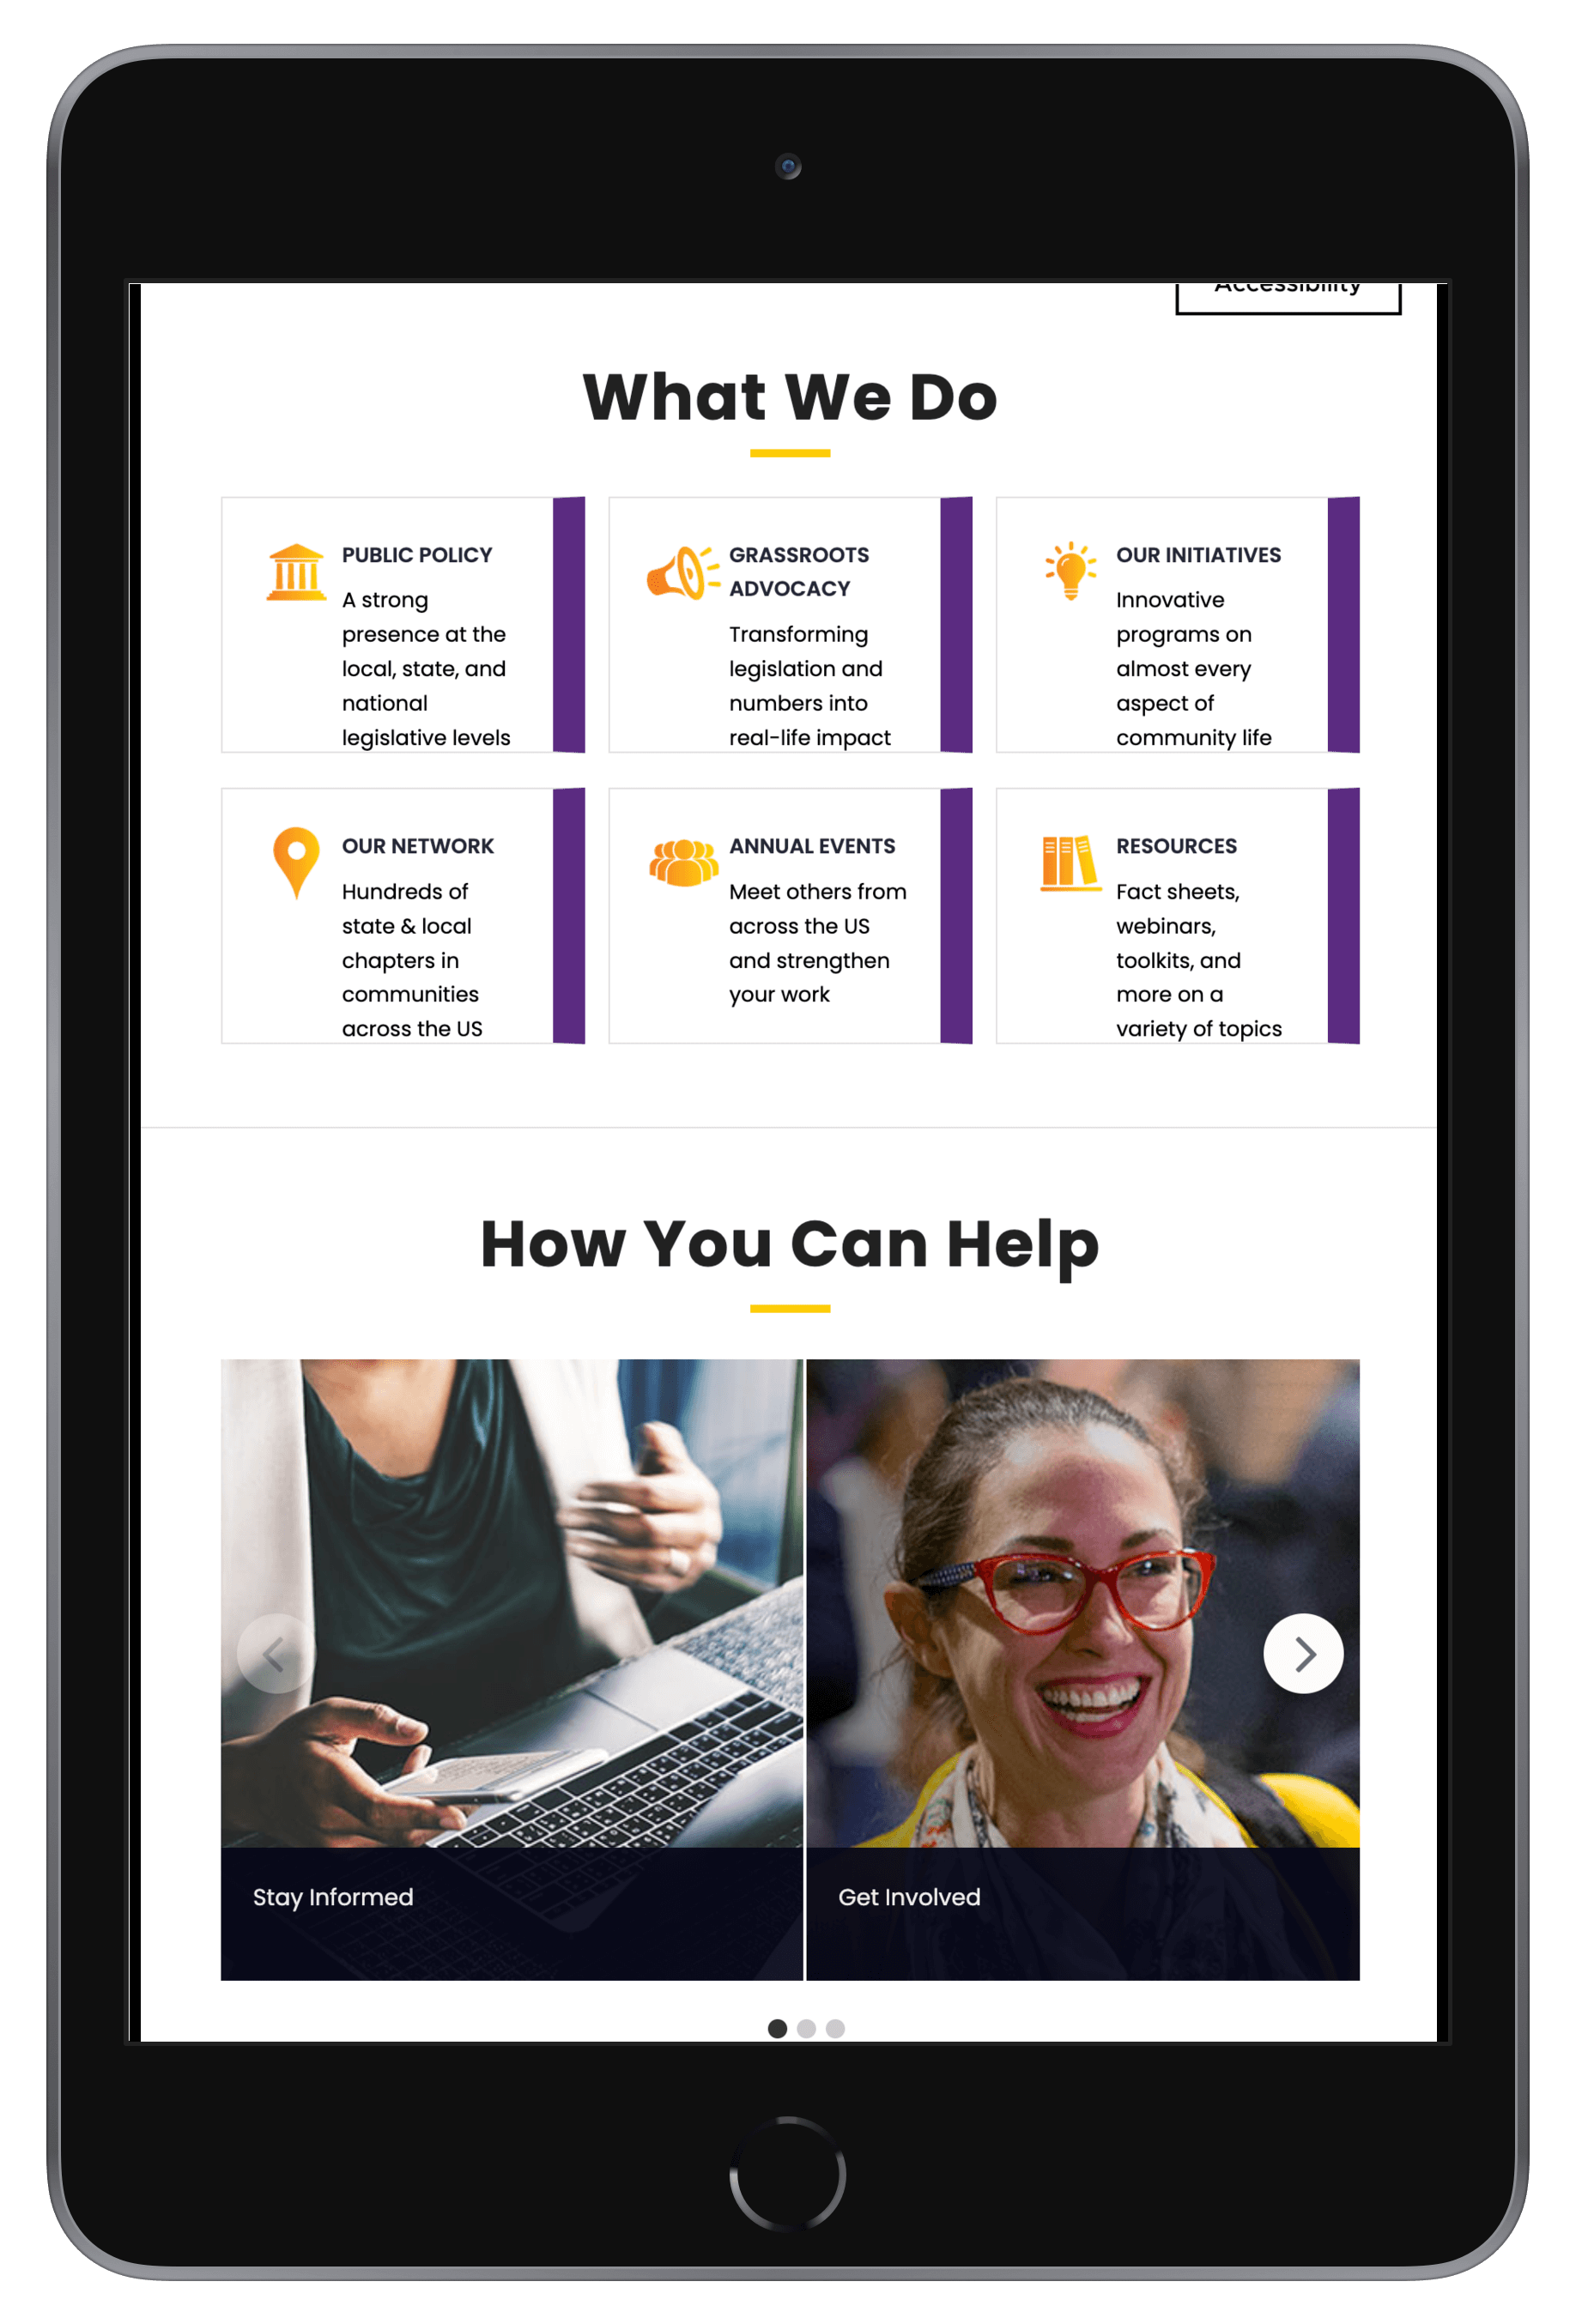 Accessibility
What We Do
PUBLIC POLICY
A strong
presence at the
local, state, and
national
legislative levels
GRASSROOTS
ADVOCACY
Transforming
legislation and
numbers into
real-life impact
OUR INITIATIVES
Innovative
programs on
almost every
aspect of
community life
OUR NETWORK
Hundreds of
state & local
chapters in
communities
across the US
ANNUAL EVENTS
Meet others from
across the US
and strengthen
your work
RESOURCES
Fact sheets,
webinars,
toolkits, and
more on a
variety of topics
How You Can Help
Stay Informed
Get Involved